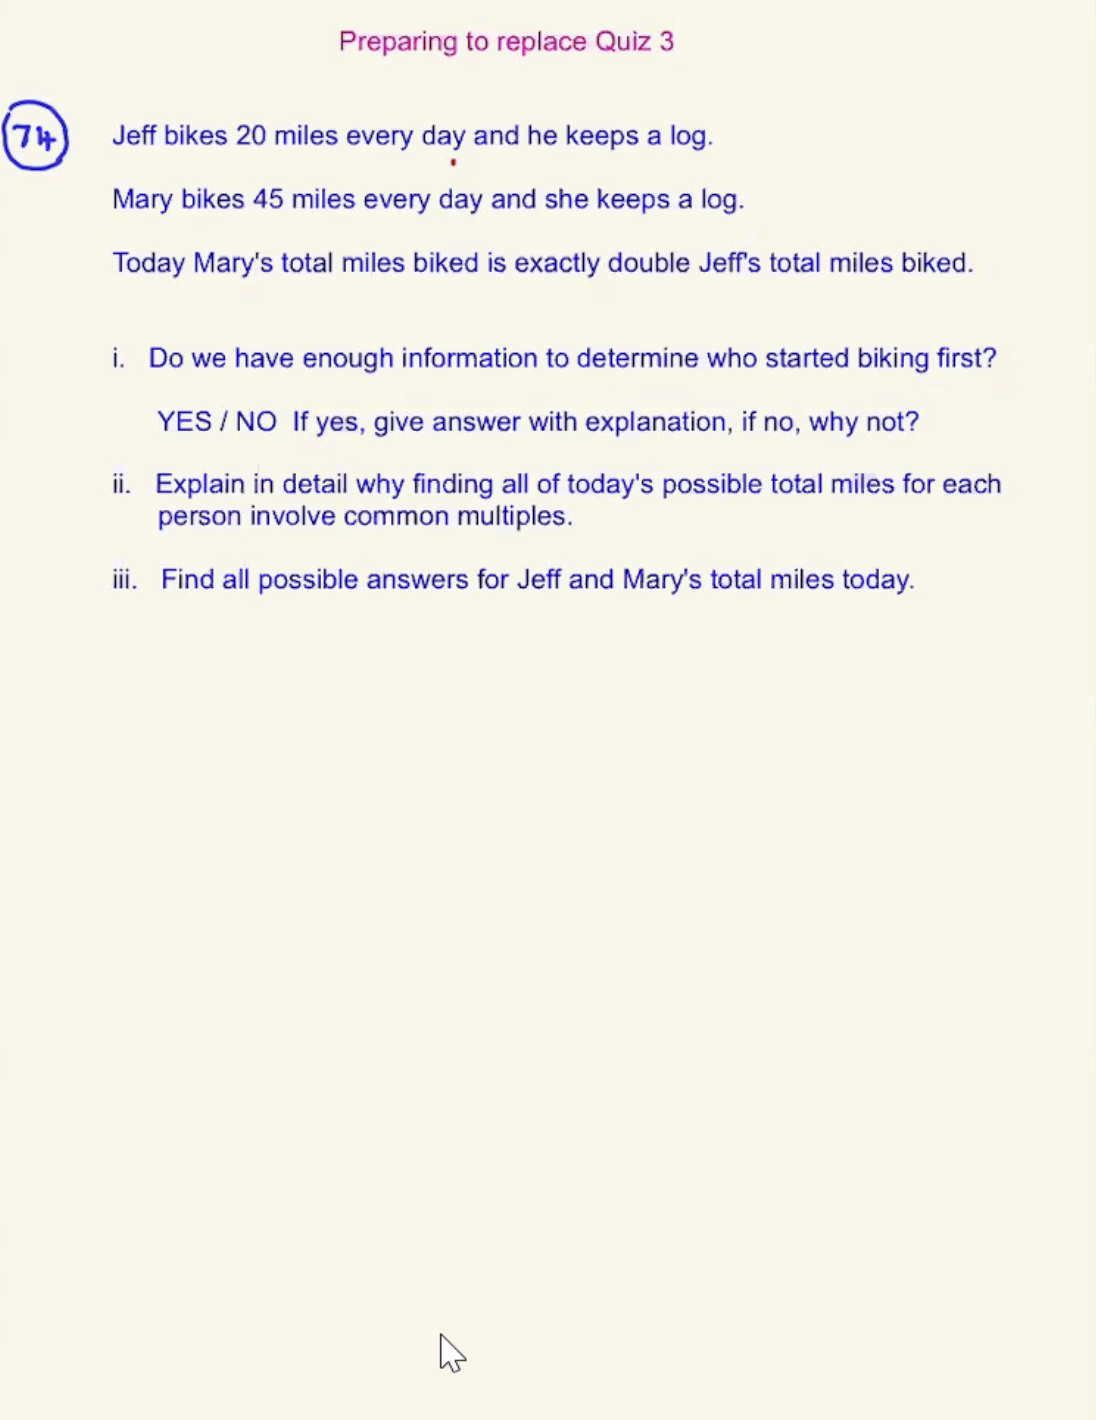 Preparing to replace Quiz 3
74
Jeff bikes 20 miles every day and he keeps a log.
Mary bikes 45 miles every day and she keeps a log.
Today Mary's total miles biked is exactly double Jeff's total miles biked.
i. Do we have enough information to determine who started biking first?
YES / NO If yes, give answer with explanation, if no, why not?
ii. Explain in detail why finding all of today's possible total miles for each
person involve common multiples.
iii. Find all possible answers for Jeff and Mary's total miles today.